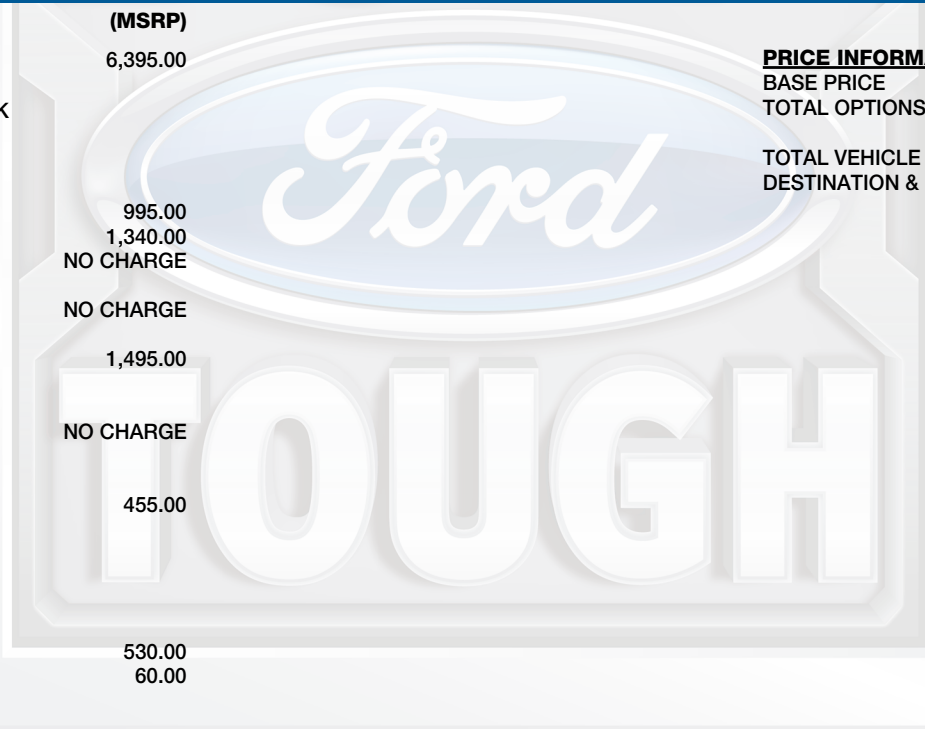 (MSRP)
6,395.00
K
995.00
1,340.00
NO CHARGE
NO CHARGE
1,495.00
NO CHARGE
455.00
530.00
60.00
PRICE INFORMA
BASE PRICE
TOTAL OPTIONS
TOTAL VEHICLE
DESTINATION &
Ford
TOUGH